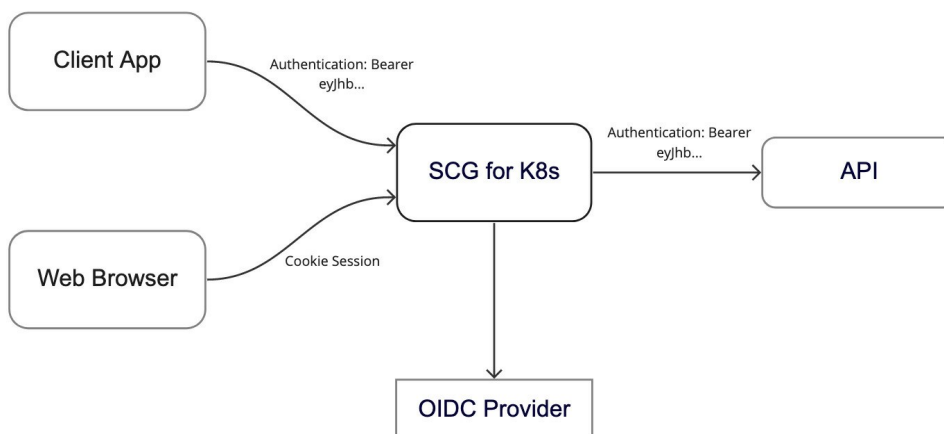 Client App
Authentication: Bearer
eyJhb...
Authentication: Bearer
eyJhb...
SCG for K8s
API
Cookie Session
Web Browser
OIDC Provider